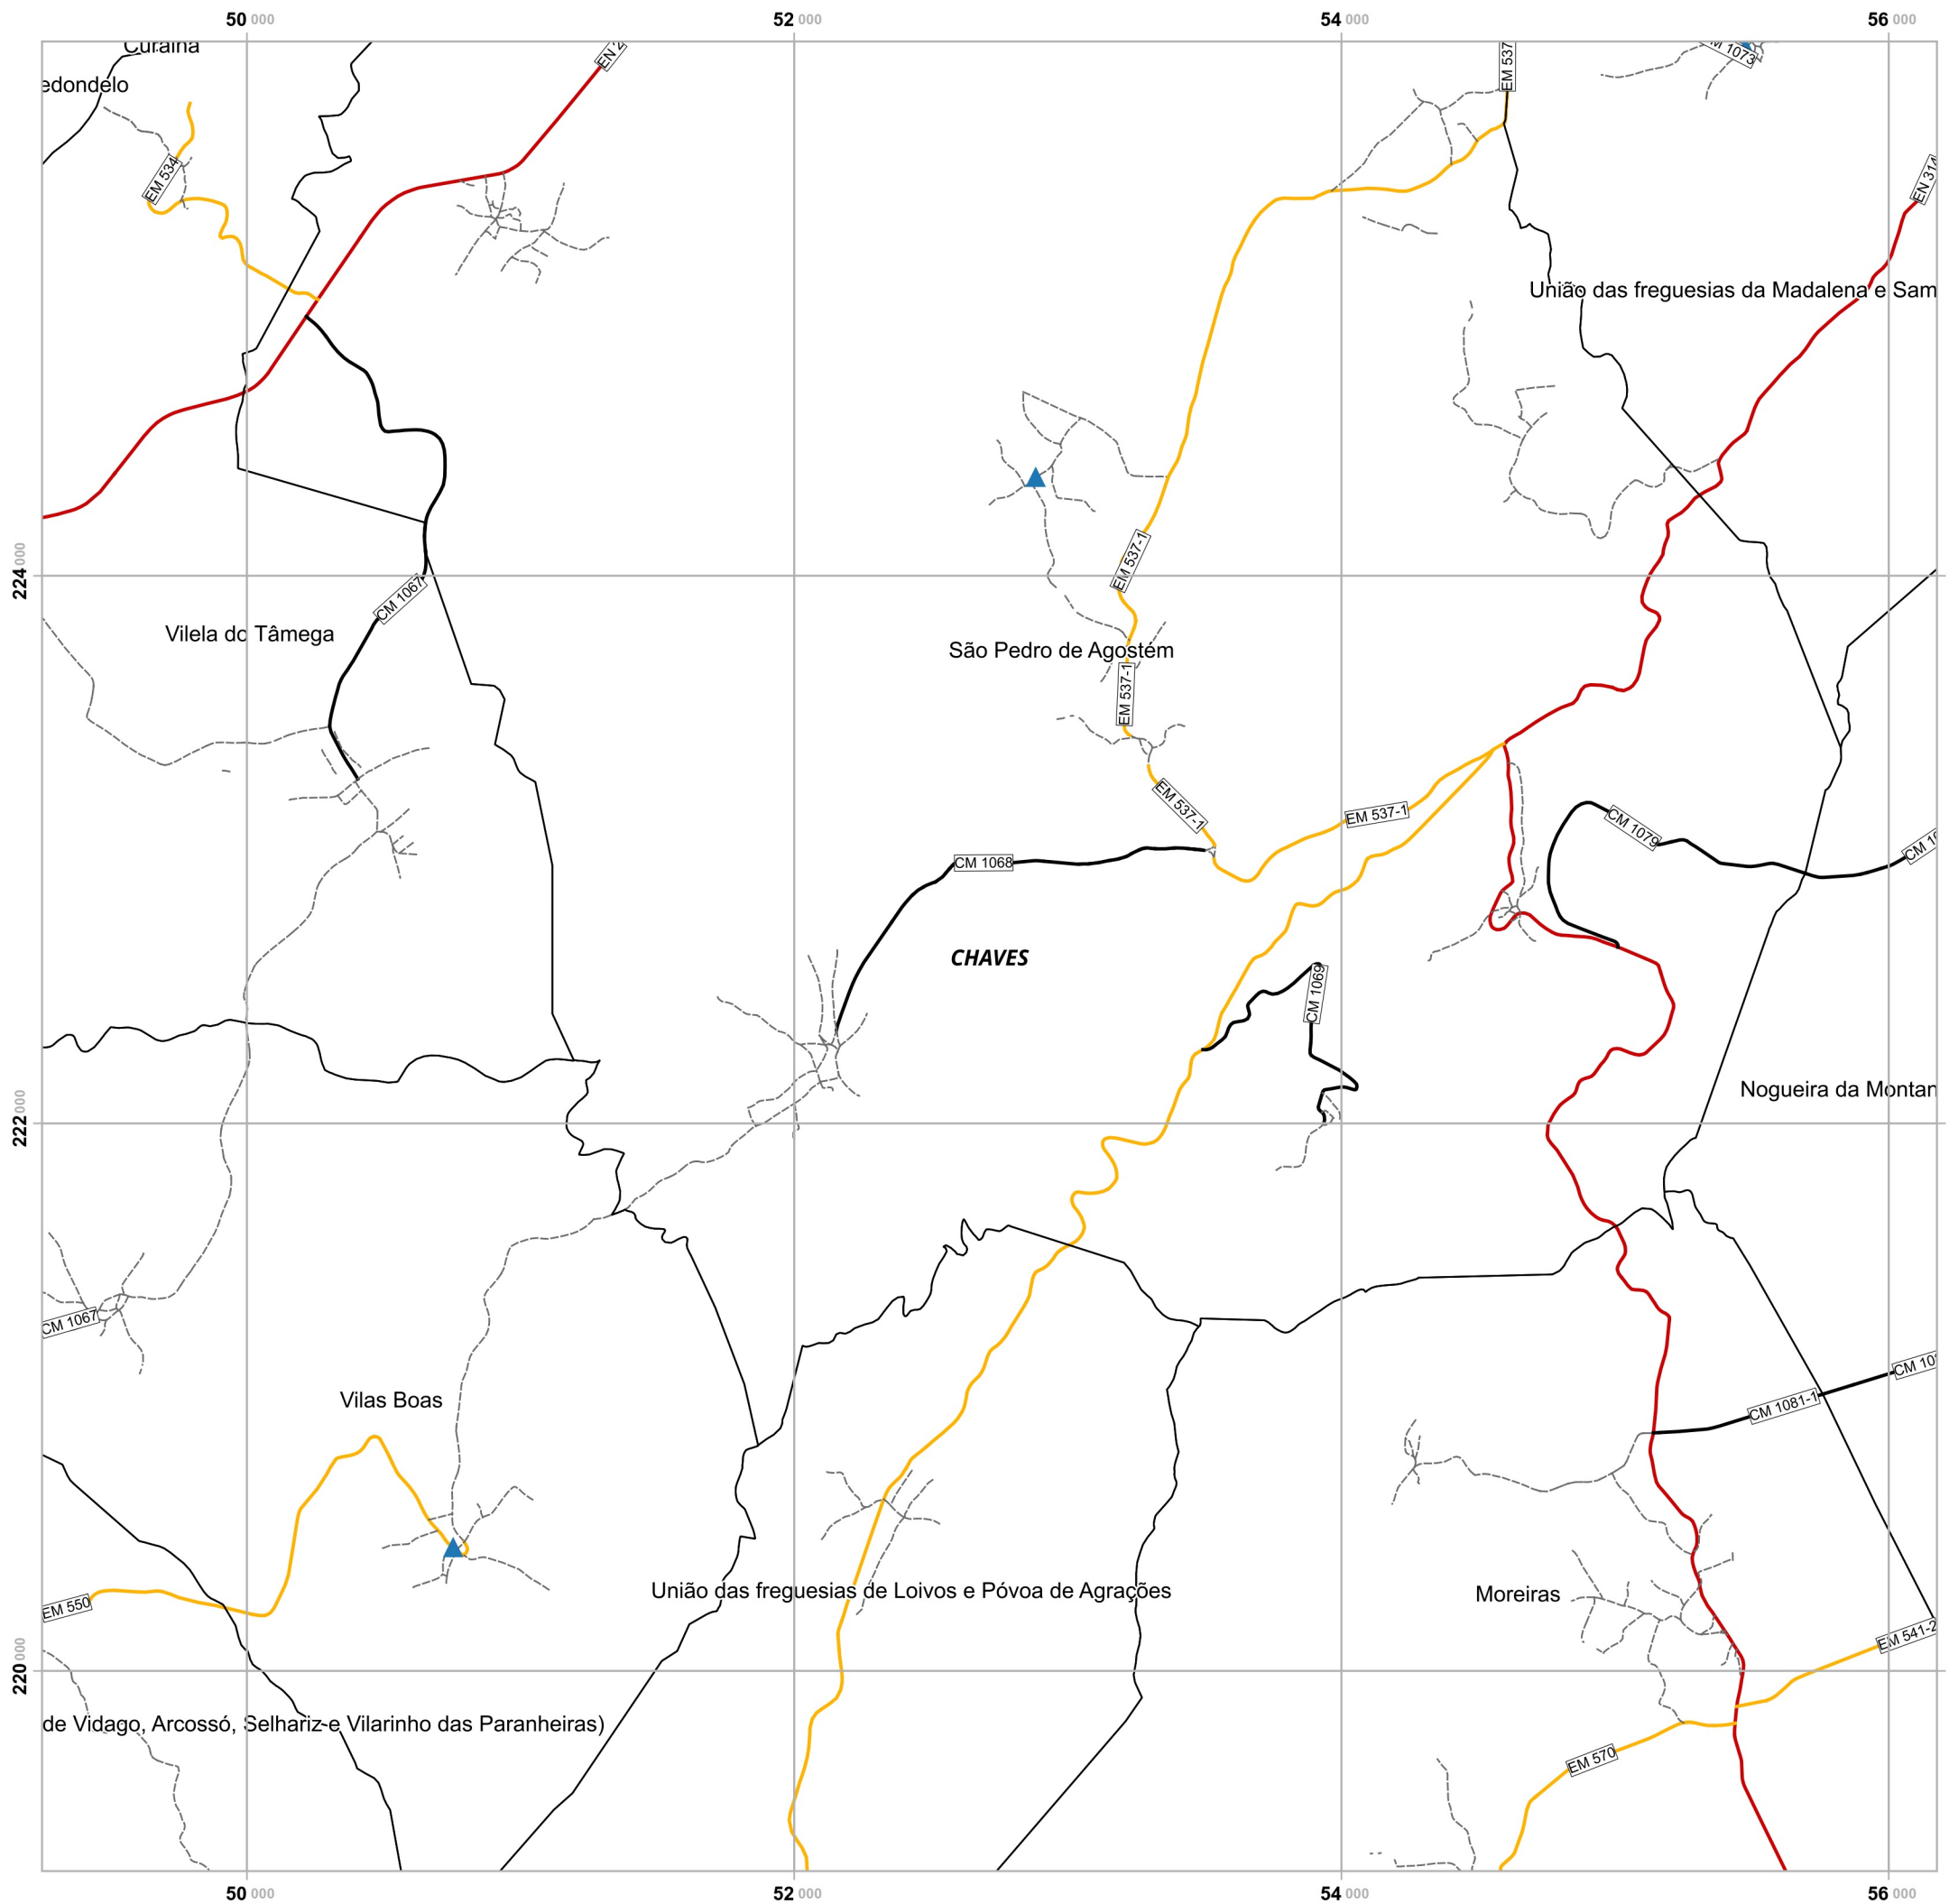 50 000
52 000
54 000
56 000
Curalha
edondelo
EN 2
EM 537
M 1073
EM 534
EN 314
União das freguesias da Madalena e Sam
EM 537-1
224 000
CM 1067
Vilela do Tâmega
São Pedro de Agostém
EM 537-1
EM 537-1
EM 537-1
CM 1079
CM 10
CM 1068
CHAVES
CM 1069
Nogueira da Montan
222 000
CM 1067
CM 10
Vilas Boas
CM 1081-1
União das freguesias de Loivos e Póvoa de Agrações
Moreiras
EM 550
EM 541-2
220 000
de Vidago, Arcossó, Selhariz e Vilarinho das Paranheiras)
EM 570
50 000
52 000
54 000
56 000